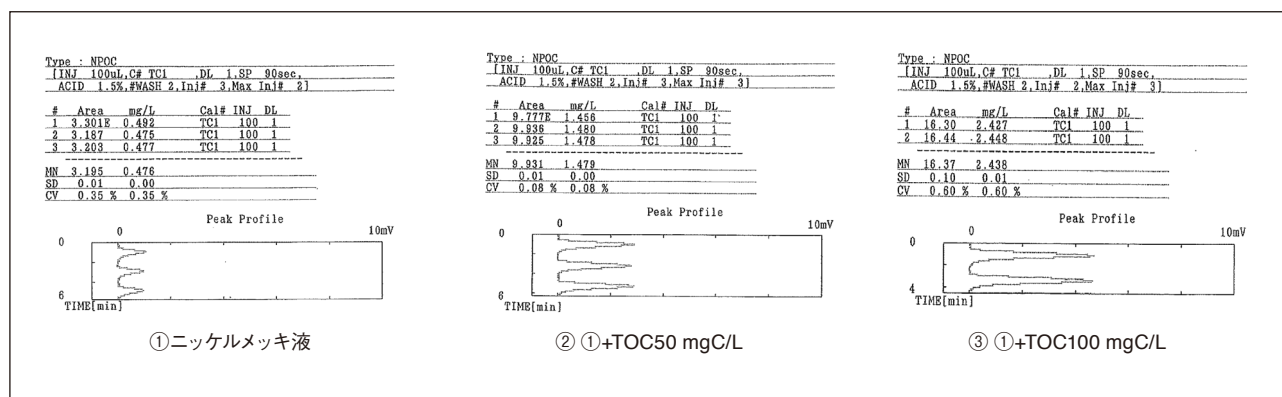 Type : NPOC
[INJ 100uL,C# TC1 ,DL 1,SP 90sec,
ACID 1.5%,#WASH 2,Inj# 3,Max Inj# 2]
# Area mg/L Cal# INJ DL
1 3.301E 0.492 TC1 100 1
2 3.187 0.475 TC1 100 1
3 3.203 0.477 TC1 100 1
MN 3.195 0.476
SD 0.01 0.00
CV 0.35 % 0.35 %
Peak Profile
0 10mV
0
6
TIME[min]
①ニッケルメッキ液
Type : NPOC
[INJ 100uL,C# TC1 ,DL 1,SP 90sec,
ACID 1.5%,#WASH 2,Inj# 3,Max Inj# 3]
# Area mg/L Cal# INJ DL
1 9.777E 1.456 TC1 100 1
2 9.936 1.480 TC1 100 1
3 9.925 1.478 TC1 100 1
MN 9.931 1.479
SD 0.01 0.00
CV 0.08 % 0.08 %
Peak Profile
0 10mV
0
6
TIME[min]
② ①+TOC50 mgC/L
Type : NPOC
[INJ 100uL,C# TC1 ,DL 1,SP 90sec,
ACID 1.5%,#WASH 2,Inj# 2,Max Inj# 3]
# Area mg/L Cal# INJ DL
1 16.30 2.427 TC1 100 1
2 16.44 2.448 TC1 100 1
MN 16.37 2.438
SD 0.10 0.01
CV 0.60 % 0.60 %
Peak Profile
0 10mV
0
4
TIME[min]
③ ①+TOC100 mgC/L